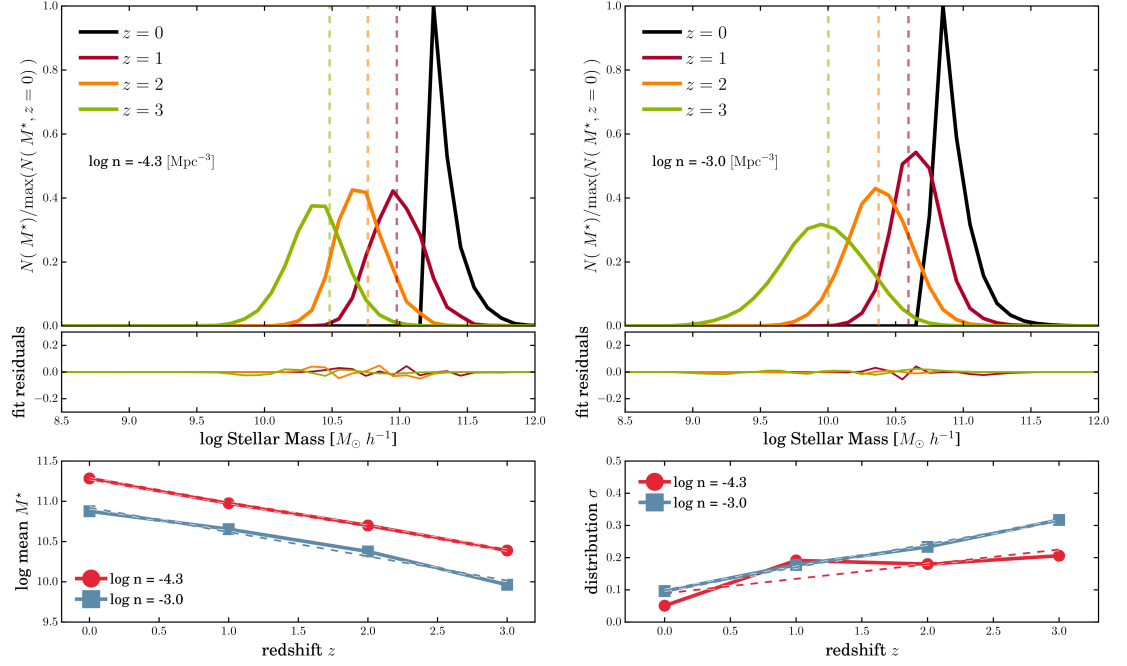 N( M⋆)/max(N( M⋆, z = 0) )
1.0
0.8
0.6
0.4
0.2
0.0
z = 0
z = 1
z = 2
z = 3
log n = -4.3 [Mpc⁻³]
fit residuals
0.2
0.0
−0.2
8.5 9.0 9.5 10.0 10.5 11.0 11.5 12.0
log Stellar Mass [M⊙ h⁻¹]
N( M⋆)/max(N( M⋆, z = 0) )
1.0
0.8
0.6
0.4
0.2
0.0
z = 0
z = 1
z = 2
z = 3
log n = -3.0 [Mpc⁻³]
fit residuals
0.2
0.0
−0.2
8.5 9.0 9.5 10.0 10.5 11.0 11.5 12.0
log Stellar Mass [M⊙ h⁻¹]
log mean M⋆
11.5
11.0
10.5
10.0
9.5
log n = -4.3
log n = -3.0
0.0 0.5 1.0 1.5 2.0 2.5 3.0
redshift z
distribution σ
0.5
0.4
0.3
0.2
0.1
0.0
log n = -4.3
log n = -3.0
0.0 0.5 1.0 1.5 2.0 2.5 3.0
redshift z